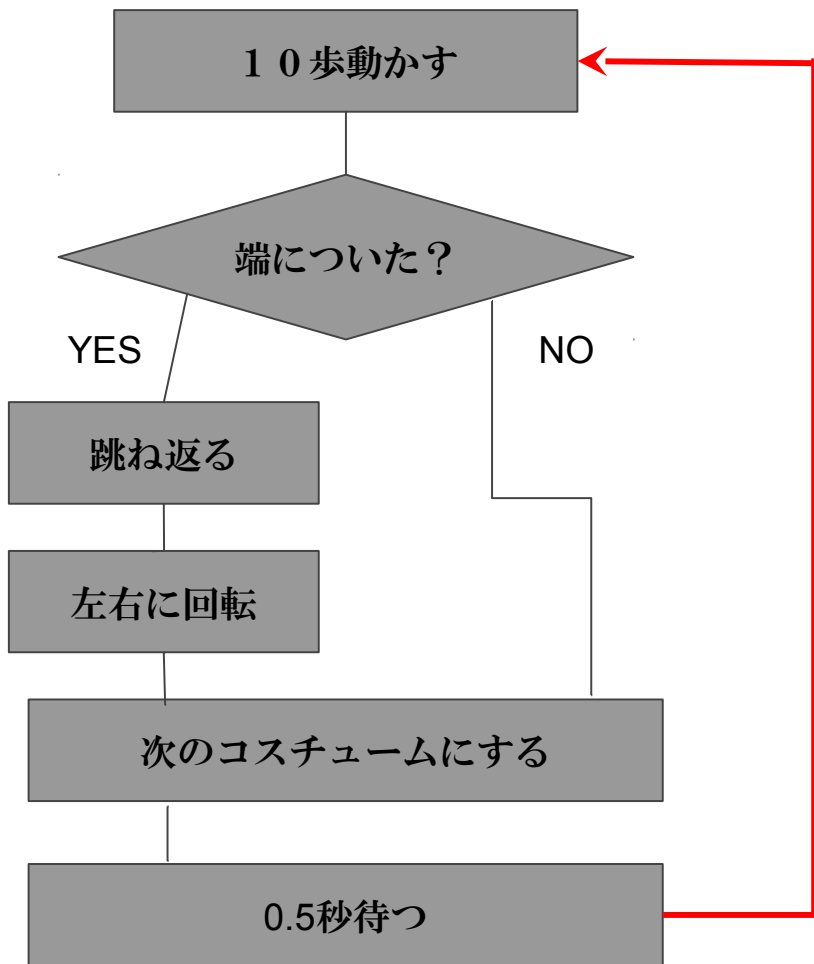 １０歩動かす
端についた？
YES
NO
跳ね返る
左右に回転
次のコスチュームにする
0.5秒待つ